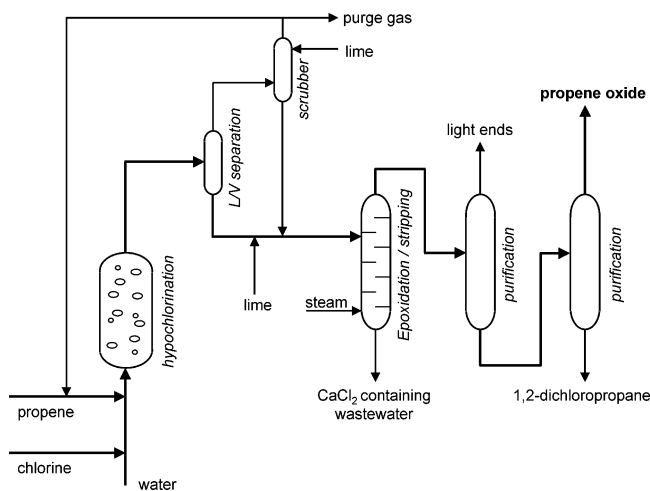 purge gas
lime
scrubber
propene oxide
light ends
L/V separation
Epoxidation / stripping
purification
purification
hypochlorination
lime
steam
CaCl₂ containing
wastewater
1,2-dichloropropane
propene
chlorine
water